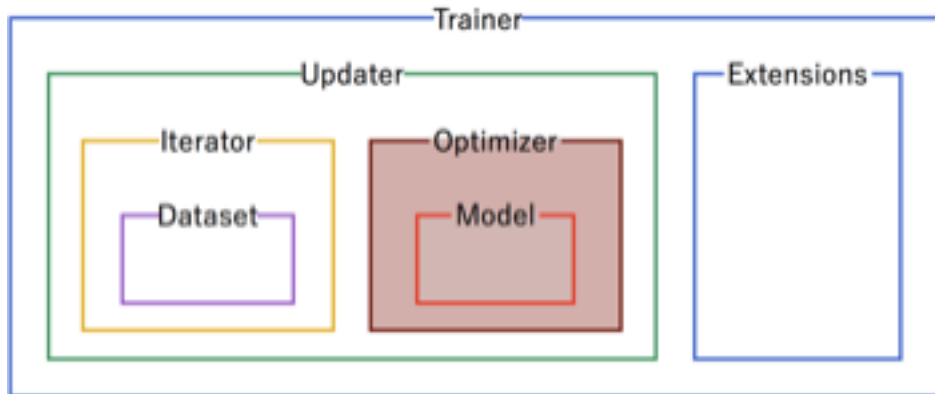 Trainer
Updater
Extensions
Iterator
Optimizer
Dataset
Model